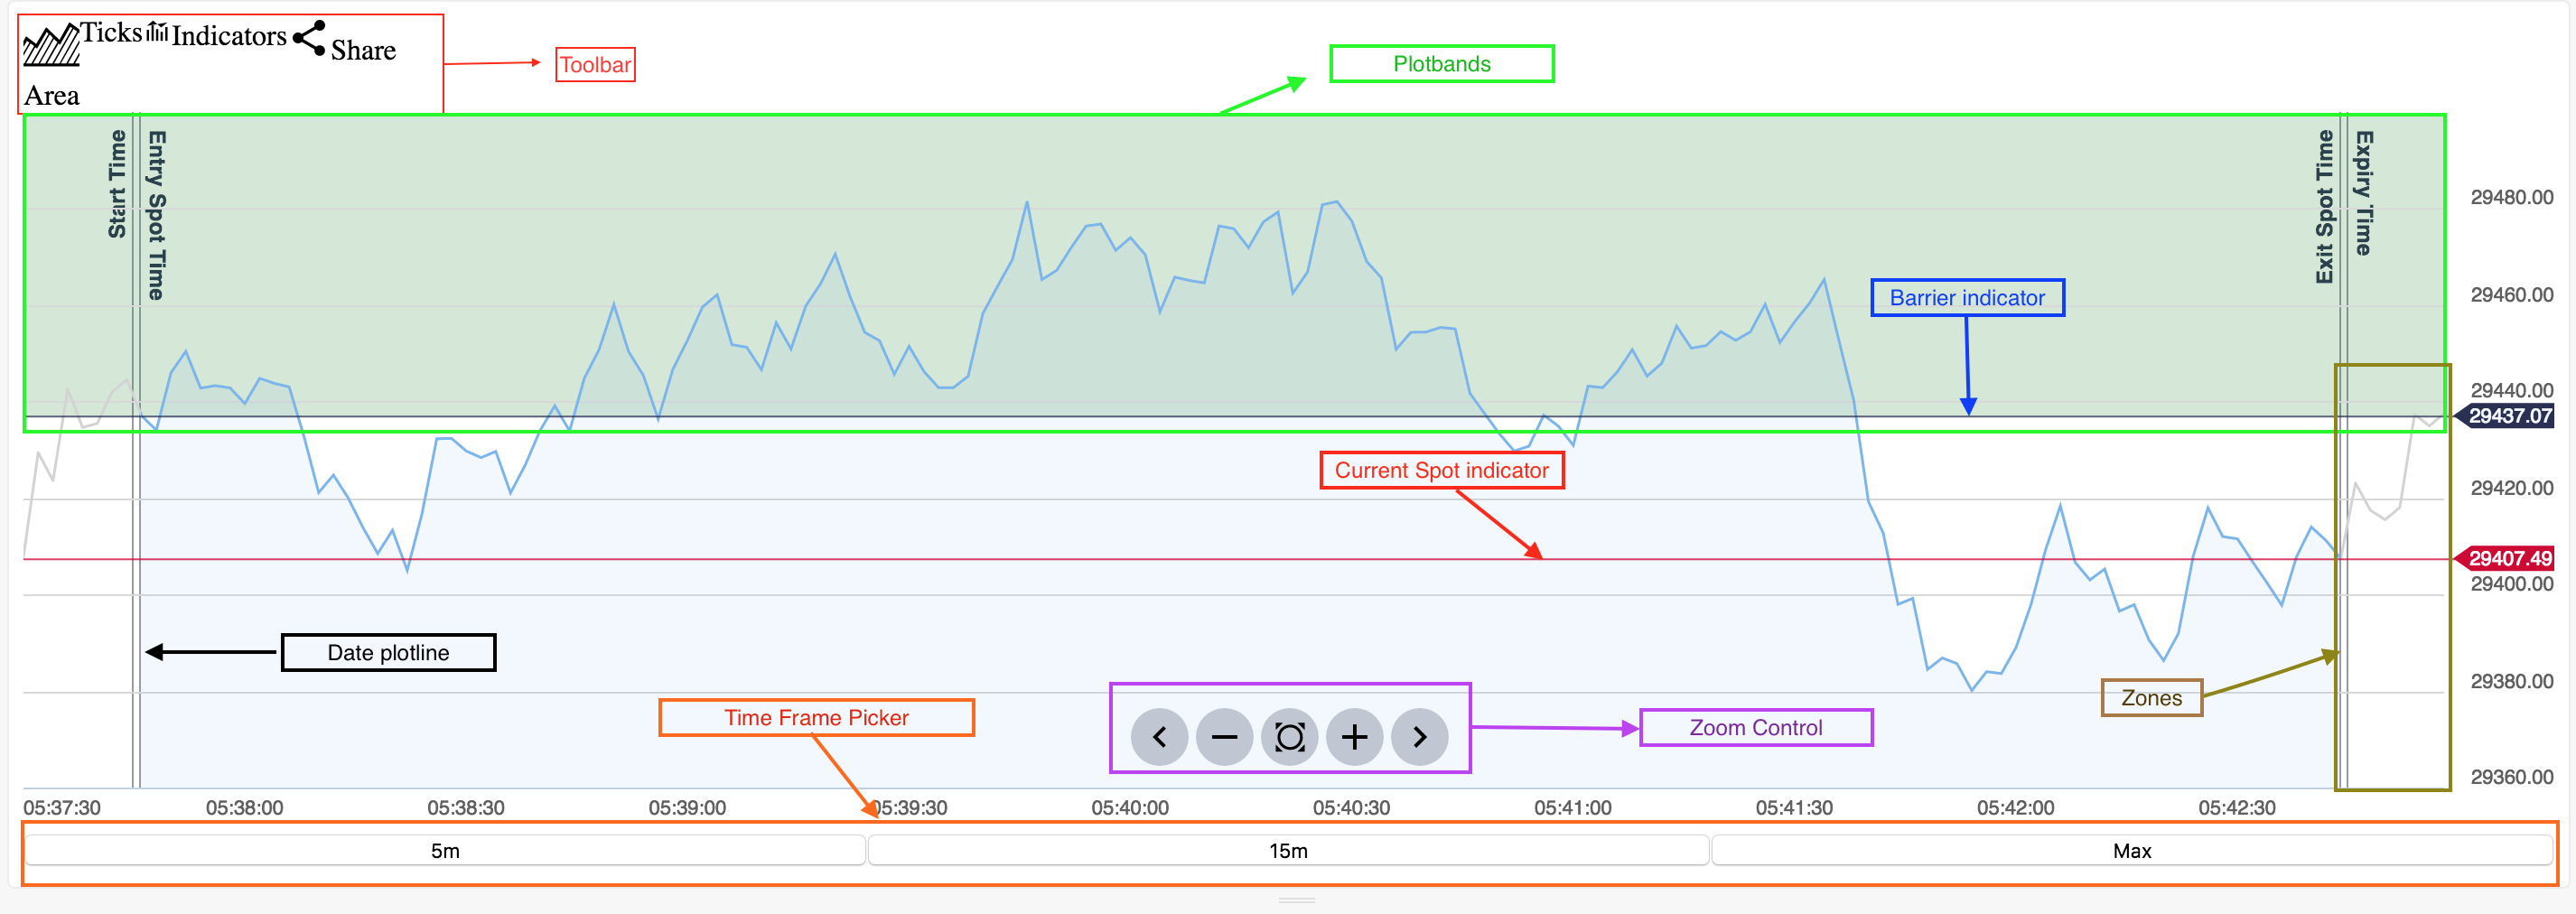 Ticks Indicators Share
Area
Toolbar
Plotbands
Start Time
Entry Spot Time
Exit Spot Time
Expiry Time
29480.00
29460.00
Barrier indicator
29440.00
29437.07
Current Spot indicator
29420.00
29407.49
29400.00
Date plotline
29380.00
Zones
Time Frame Picker
Zoom Control
29360.00
05:37:30 05:38:00 05:38:30 05:39:00 05:39:30 05:40:00 05:40:30 05:41:00 05:41:30 05:42:00 05:42:30
5m 15m Max